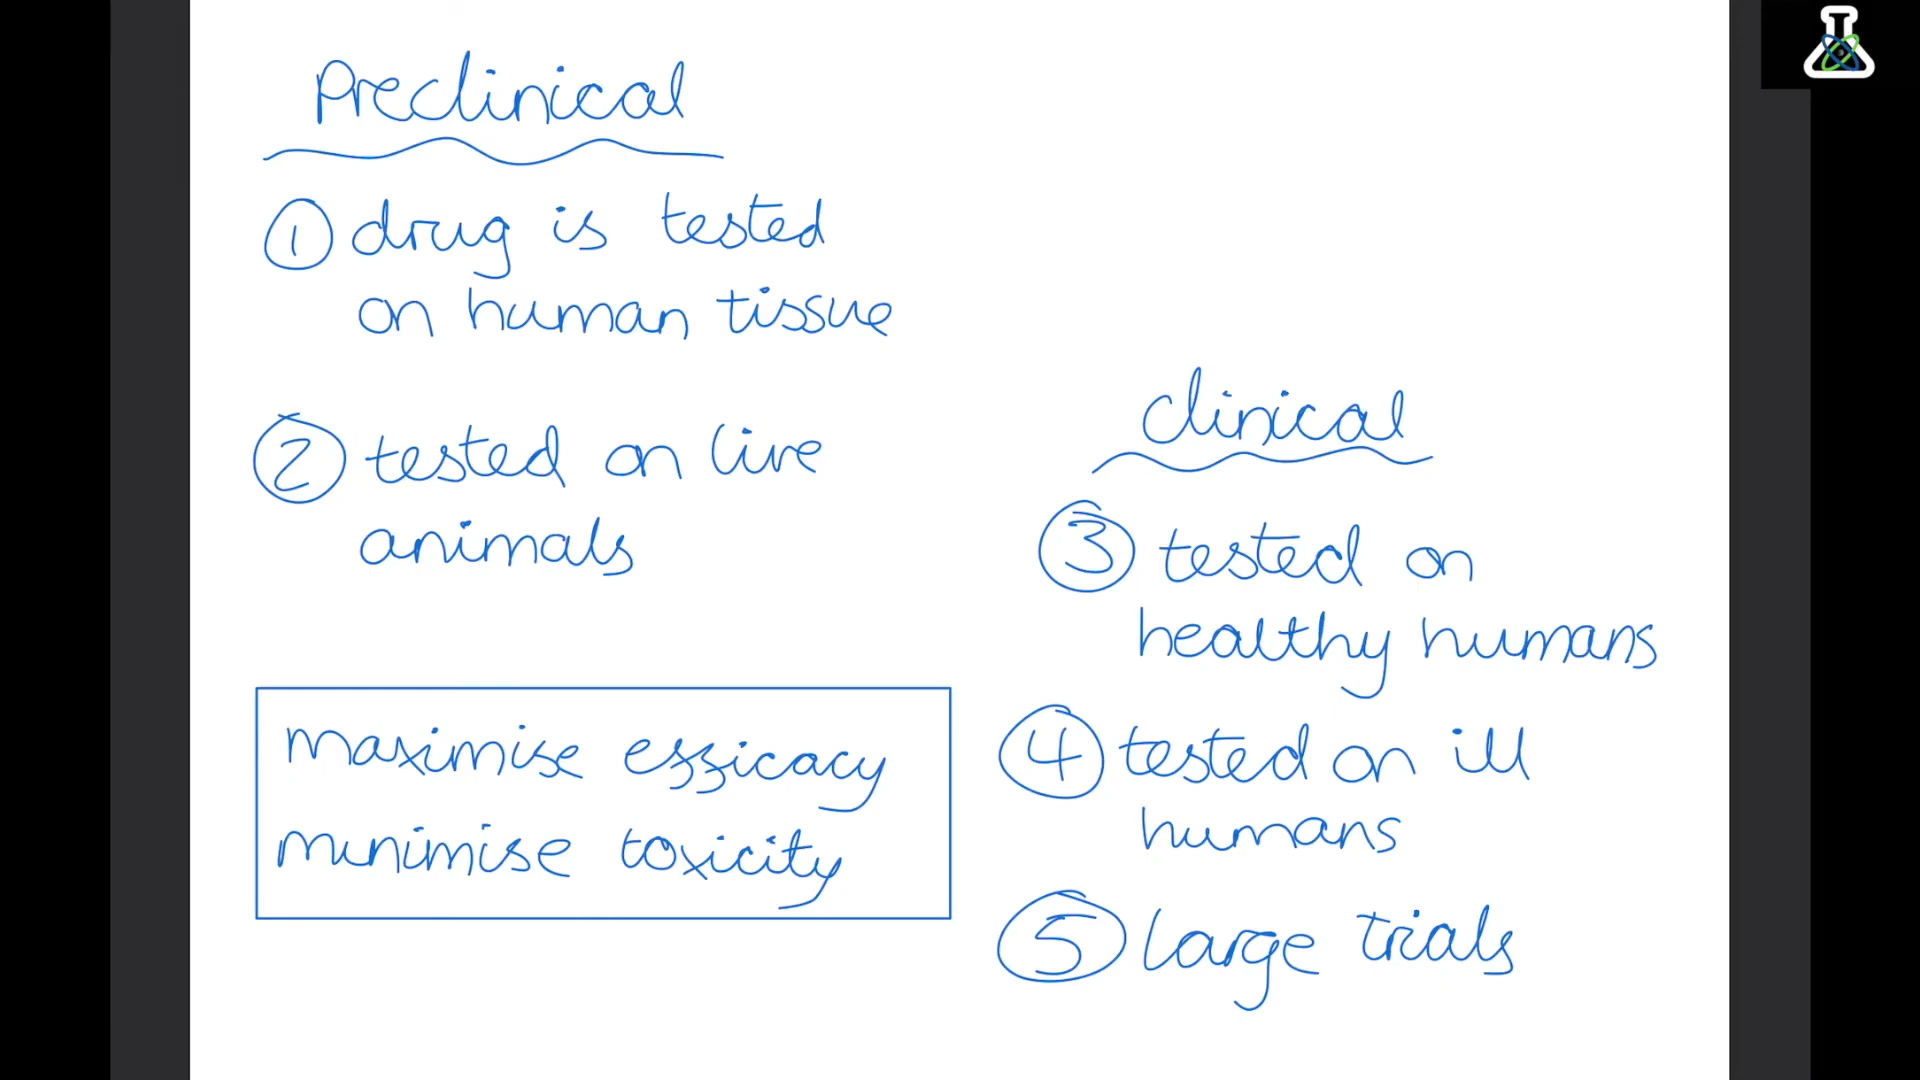 Preclinical
① drug is tested
on human tissue
② tested on live
animals
maximise efficacy
minimise toxicity
clinical
③ tested on
healthy humans
④ tested on ill
humans
⑤ large trials